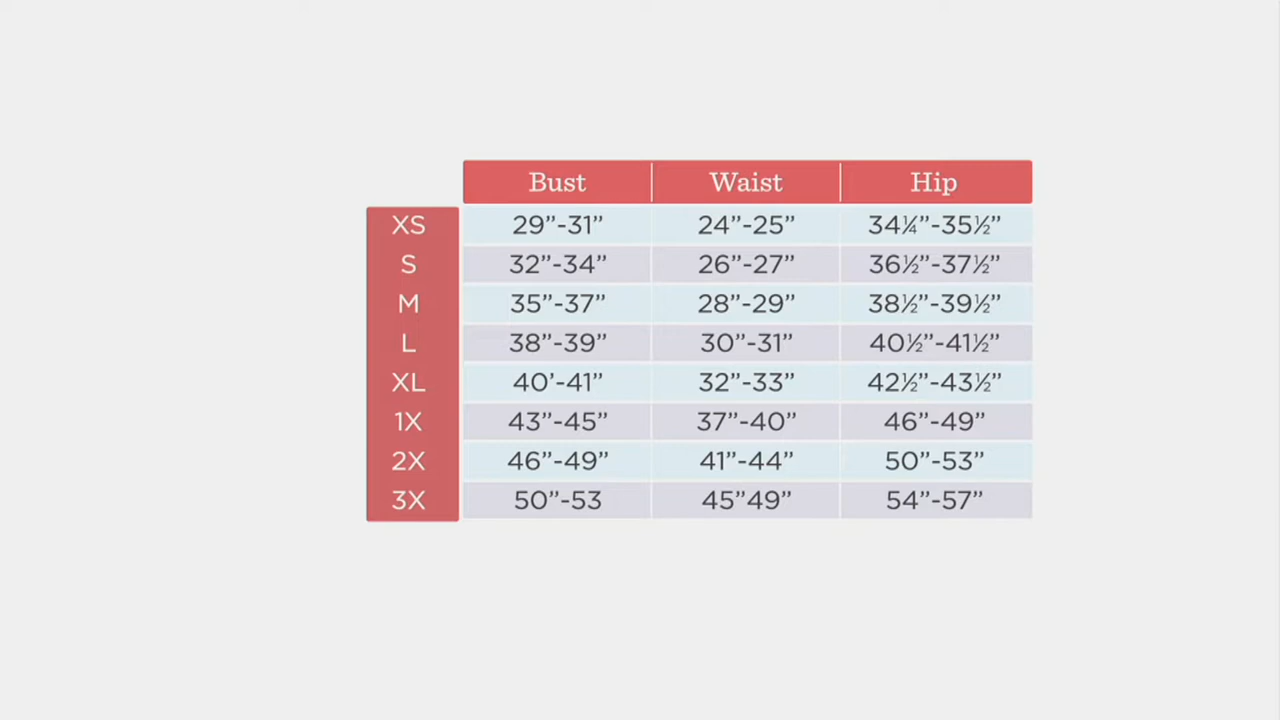 Bust Waist Hip
XS 29”-31” 24”-25” 34¼”-35½”
S 32”-34” 26”-27” 36½”-37½”
M 35”-37” 28”-29” 38½”-39½”
L 38”-39” 30”-31” 40½”-41½”
XL 40’-41” 32”-33” 42½”-43½”
1X 43”-45” 37”-40” 46”-49”
2X 46”-49” 41”-44” 50”-53”
3X 50”-53 45”49” 54”-57”